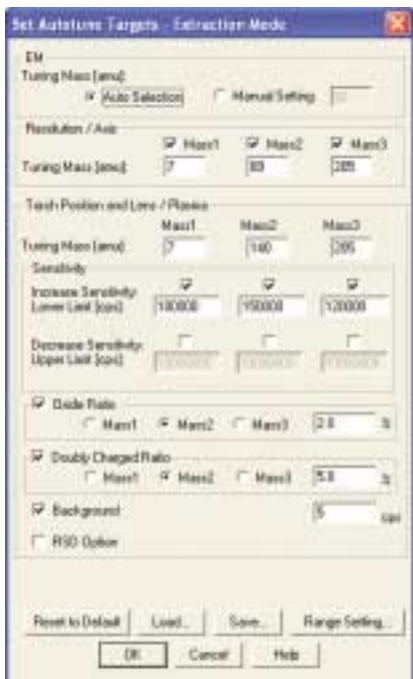 Set Autotune Targets - Extraction Mode
EM
Tuning Mass [amu]:
Auto Selection Manual Setting
Resolution / Axis
Mass1 Mass2 Mass3
Tuning Mass [amu]: 7 89 205
Torch Position and Lens / Plasma
Mass1 Mass2 Mass3
Tuning Mass [amu]: 7 140 205
Sensitivity
Increase Sensitivity:
Lower Limit [cps] 100000 150000 120000
Decrease Sensitivity:
Upper Limit [cps]
Oxide Ratio
Mass1 Mass2 Mass3 2.0 %
Doubly Charged Ratio
Mass1 Mass2 Mass3 5.0 %
Background 5 cps
RSD Option
Reset to Default Load... Save... Range Setting...
OK Cancel Help